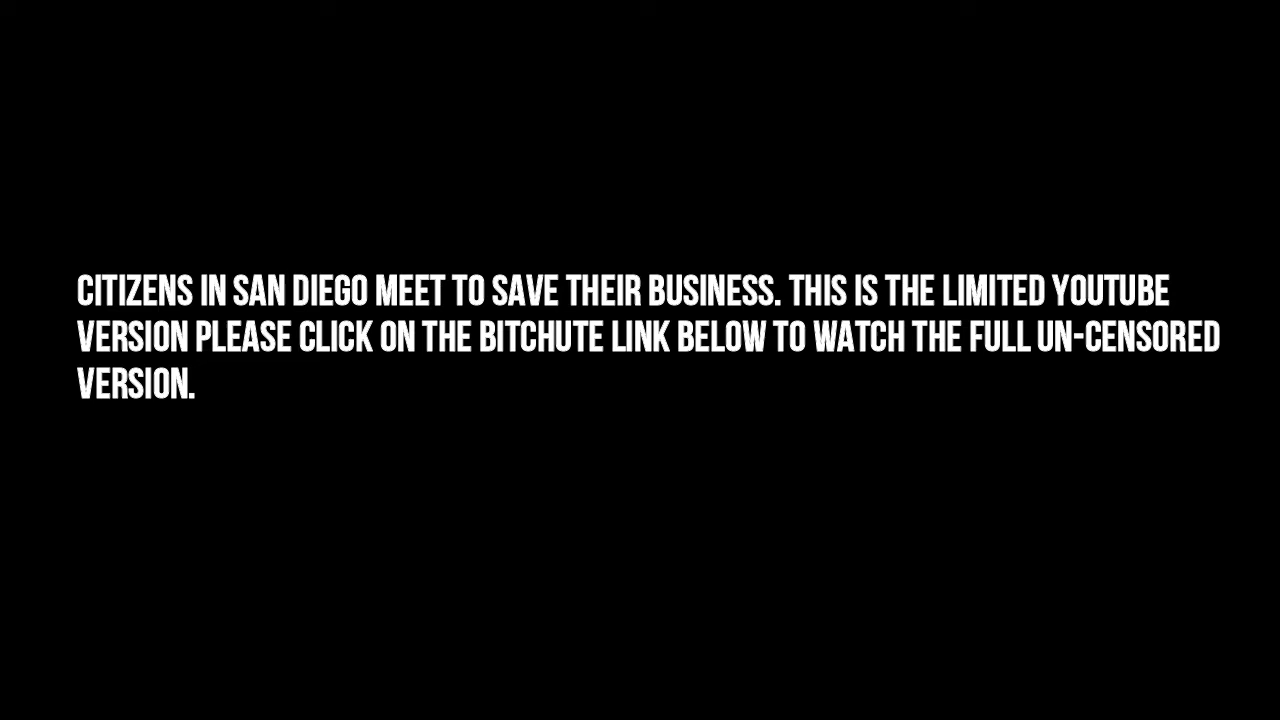 CITIZENS IN SAN DIEGO MEET TO SAVE THEIR BUSINESS. THIS IS THE LIMITED YOUTUBE
VERSION PLEASE CLICK ON THE BITCHUTE LINK BELOW TO WATCH THE FULL UN-CENSORED
VERSION.